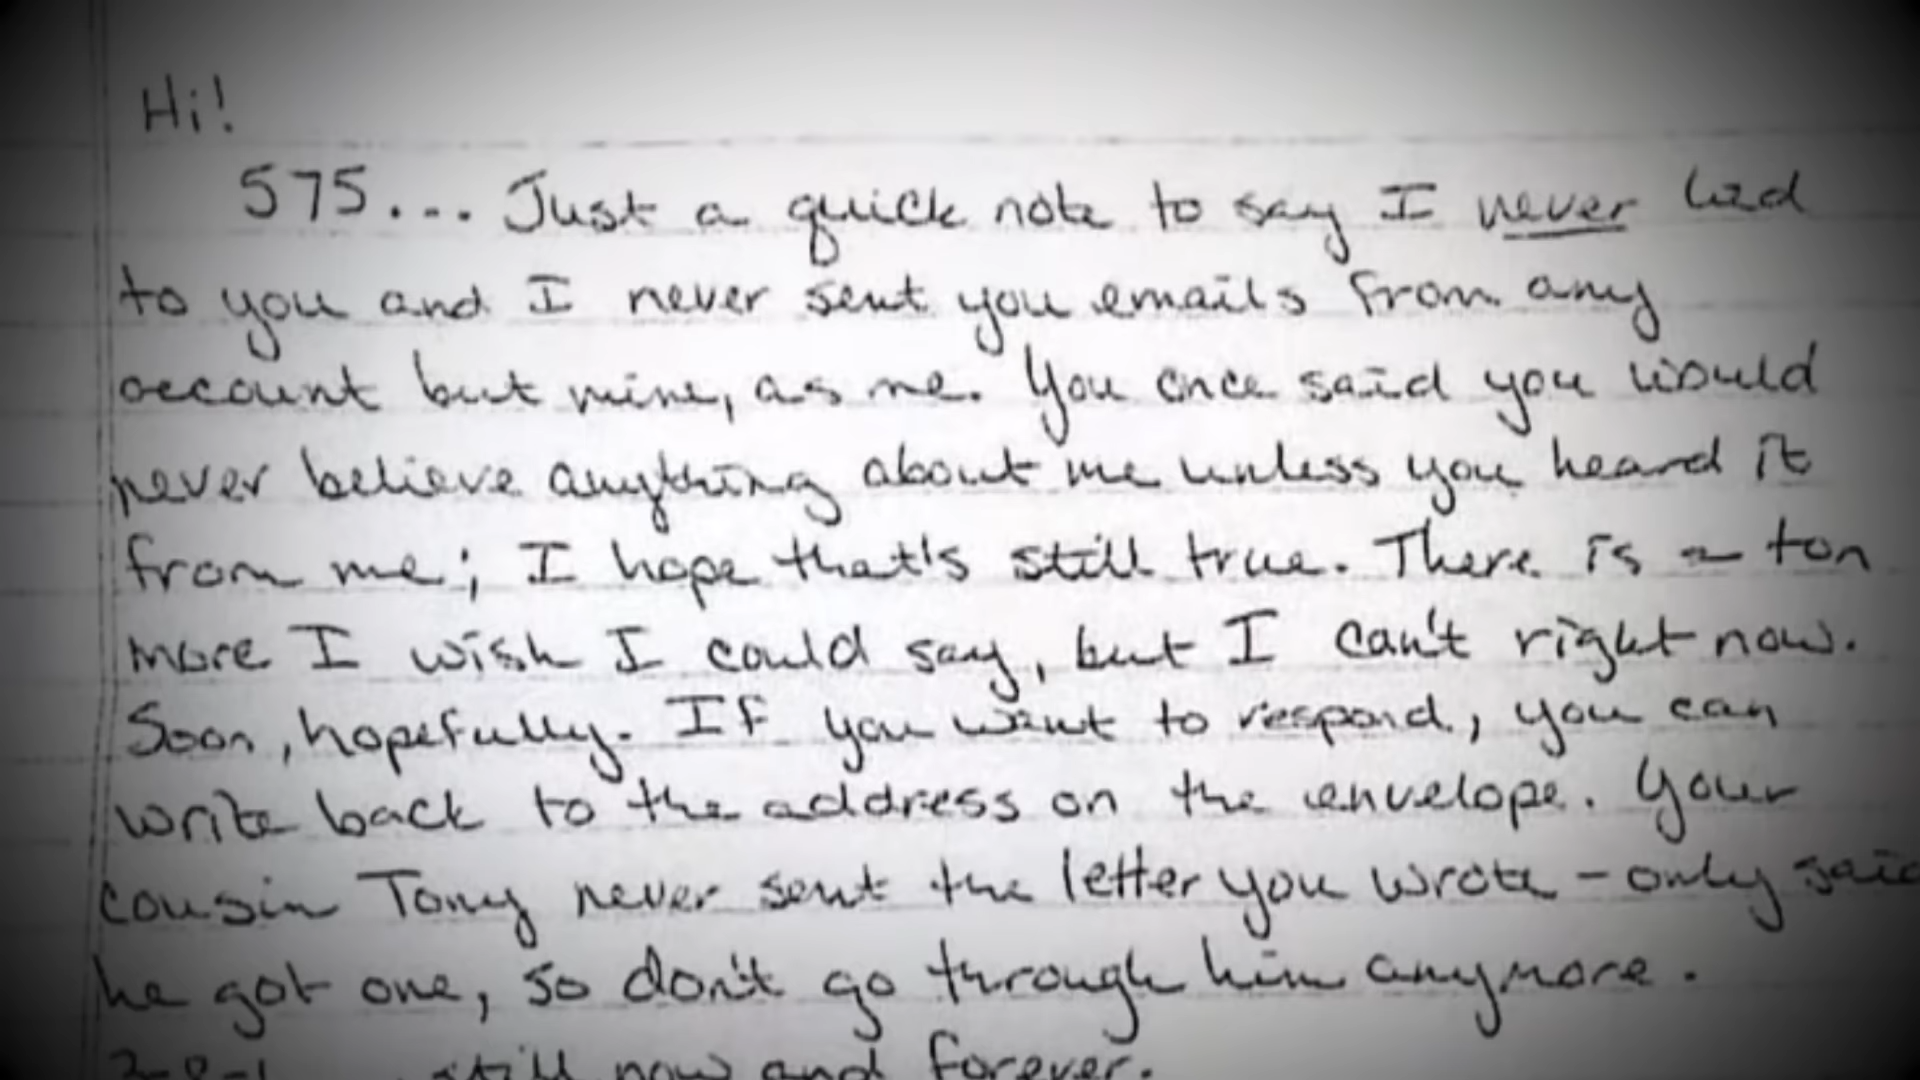 Hi!
575... Just a quick note to say I never lied
to you and I never sent you emails from any
account but mine, as me. You once said you would
never believe anything about me unless you heard it
from me; I hope that's still true. There is a ton
more I wish I could say, but I can't right now.
Soon, hopefully. If you want to respond, you can
write back to the address on the envelope. Your
cousin Tony never sent the letter you wrote - only said
he got one, so don't go through him anymore.
still now and forever.